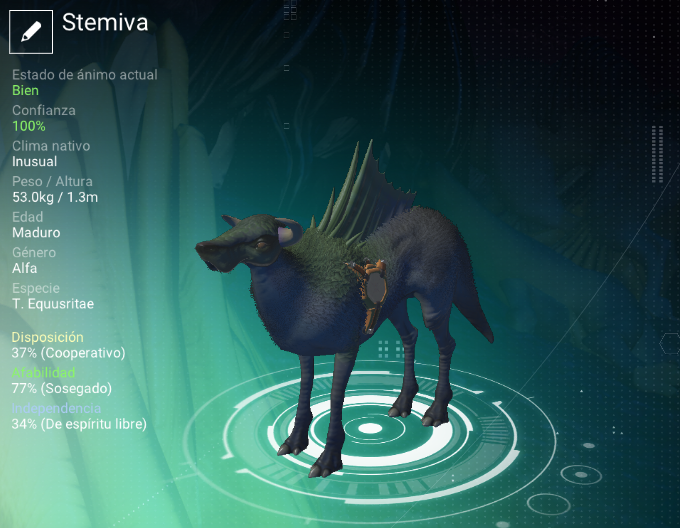 Stemiva
Estado de ánimo actual
Bien
Confianza
100%
Clima nativo
Inusual
Peso / Altura
53.0kg / 1.3m
Edad
Maduro
Género
Alfa
Especie
T. Equusritae
Disposición
37% (Cooperativo)
Afabilidad
77% (Sosegado)
Independencia
34% (De espíritu libre)